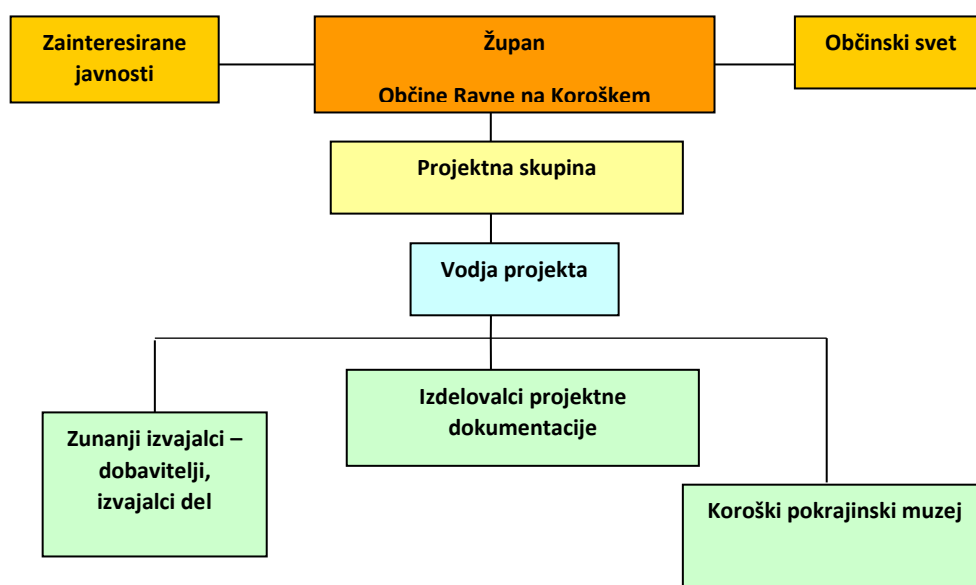 Zainteresirane
javnosti
Župan
Občine Ravne na Koroškem
Občinski svet
Projektna skupina
Vodja projekta
Zunanji izvajalci –
dobavitelji,
izvajalci del
Izdelovalci projektne
dokumentacije
Koroški pokrajinski muzej